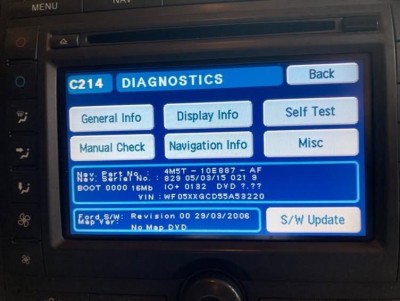 MENU NAV
C214 DIAGNOSTICS Back
General Info Display Info Self Test
Manual Check Navigation Info Misc
Nav. Part No.: 4M5T - 10E887 - AF
Nav. Serial No.: 829 05/03/15 021 9
BOOT 0000 16Mb IO+ 0132 DVD ?.??
VIN :WF05XXGCD55A53220
Ford S/W: Revision 00 29/03/2006
Map Ver:
No Map DVD
S/W Update